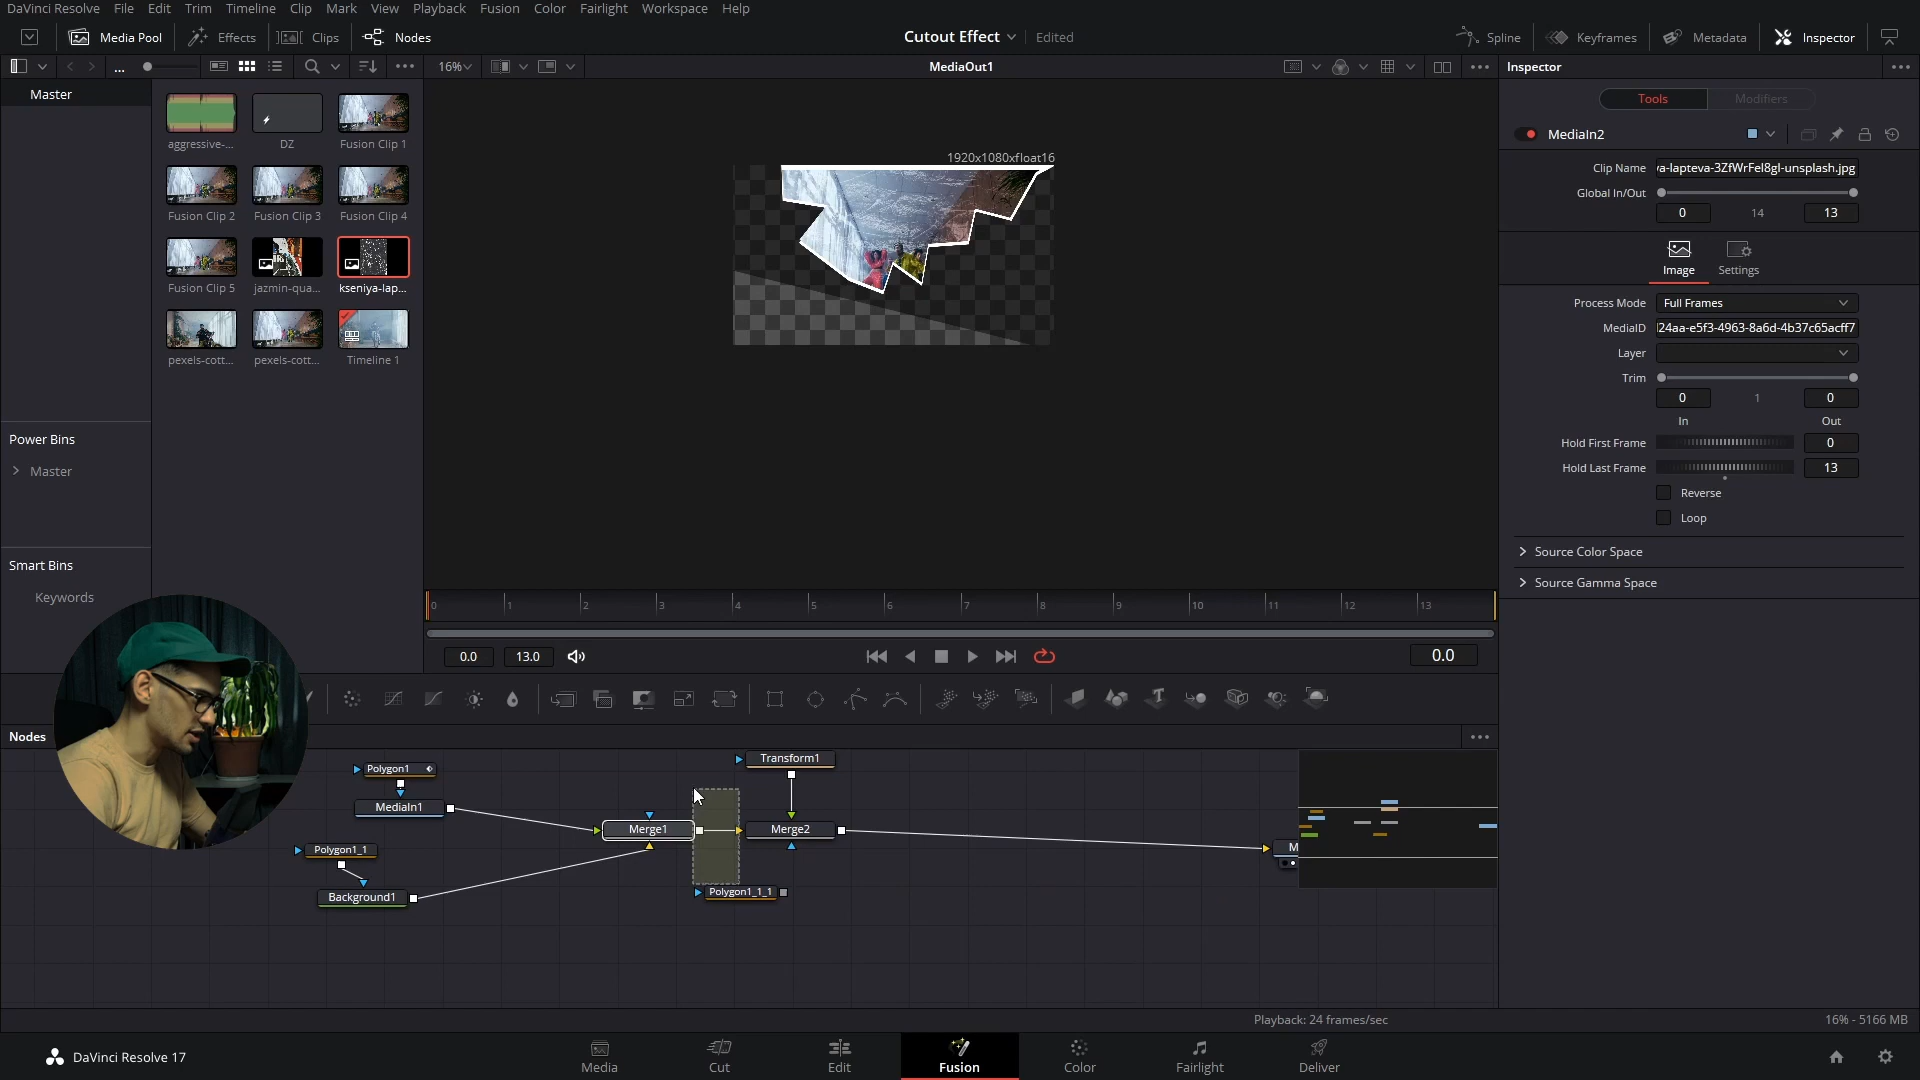 DaVinci Resolve File Edit Trim Timeline Clip Mark View Playback Fusion Color Fairlight Workspace Help
Media Pool Effects Clips Nodes Cutout Effect Edited Spline Keyframes Metadata Inspector
... 16% MediaOut1 Inspector
Master
Tools Modifiers
aggressive-... DZ Fusion Clip 1
MediaIn2
1920x1080xfloat16
Clip Name ra-lapteva-3ZfWrFel8gI-unsplash.jpg
Global In/Out
0 14 13
Fusion Clip 2 Fusion Clip 3 Fusion Clip 4
Image Settings
Fusion Clip 5 jazmin-qua... kseniya-lap...
Process Mode Full Frames
MediaID 24aa-e5f3-4963-8a6d-4b37c65acff7
Layer
pexels-cott... pexels-cott... Timeline 1
Trim
0 1 0
In Out
Power Bins
Hold First Frame 0
Master
Hold Last Frame 13
Reverse
Loop
Source Color Space
Smart Bins
Source Gamma Space
Keywords
0 1 2 3 4 5 6 7 8 9 10 11 12 13
0.0 13.0 0.0
Nodes
Transform1
Polygon1
MediaIn1
Merge1 Merge2
Polygon1_1 M
Polygon1_1_1
Background1
Playback: 24 frames/sec 16% - 5166 MB
DaVinci Resolve 17 Media Cut Edit Fusion Color Fairlight Deliver